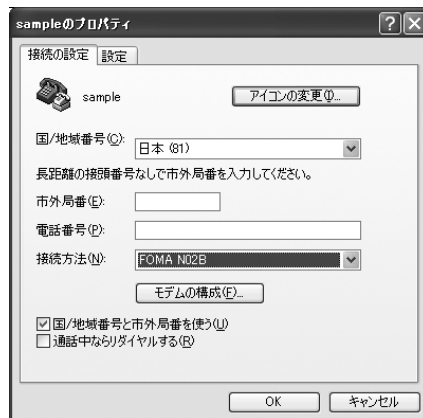 sampleのプロパティ
接続の設定 設定
sample アイコンの変更(I)...
国/地域番号(C): 日本 (81)
長距離の接頭番号なしで市外局番を入力してください。
市外局番(E):
電話番号(P):
接続方法(N): FOMA N02B
モデムの構成(F)...
国/地域番号と市外局番を使う(U)
通話中ならリダイヤルする(R)
OK キャンセル